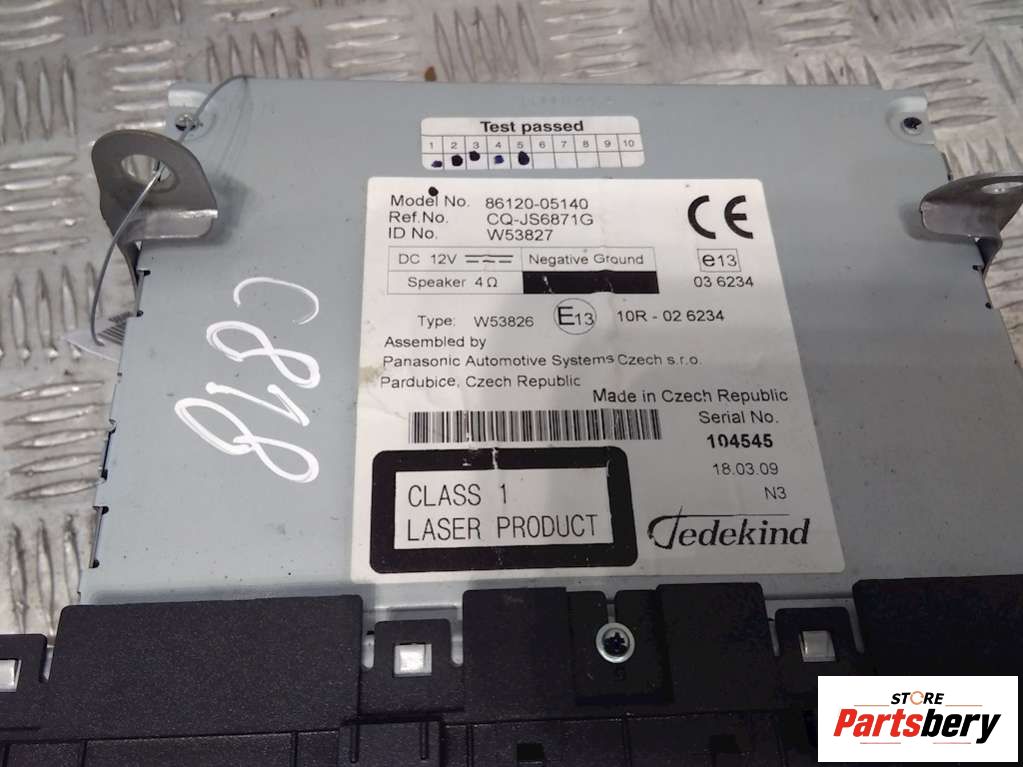 Test passed
1 2 3 4 5 6 7 8 9 10
Model No. 86120-05140
Ref.No. CQ-JS6871G
ID No. W53827
CE
DC 12V Negative Ground
e13
Speaker 4 Ω
03 6234
Type: W53826 E13 10R - 02 6234
Assembled by
Panasonic Automotive Systems Czech s.r.o.
Pardubice, Czech Republic
Made in Czech Republic
Serial No.
104545
18.03.09
N3
CLASS 1
LASER PRODUCT
Tedekind
C818
STORE
Partsbery